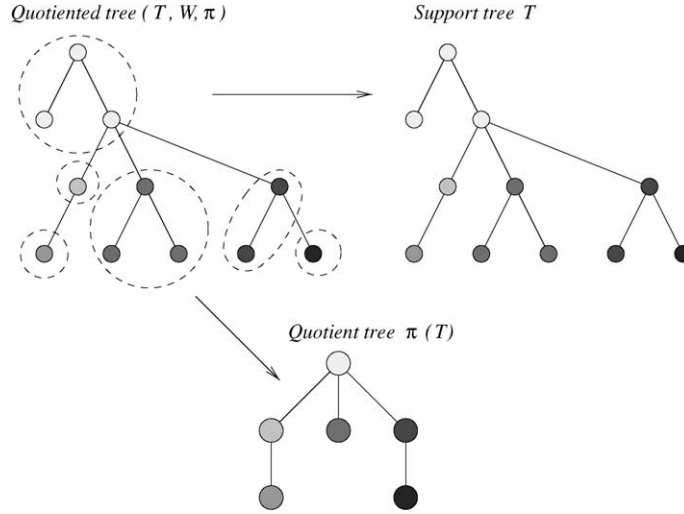 Quotiented tree ( T , W, π )
Support tree T
Quotient tree π ( T )